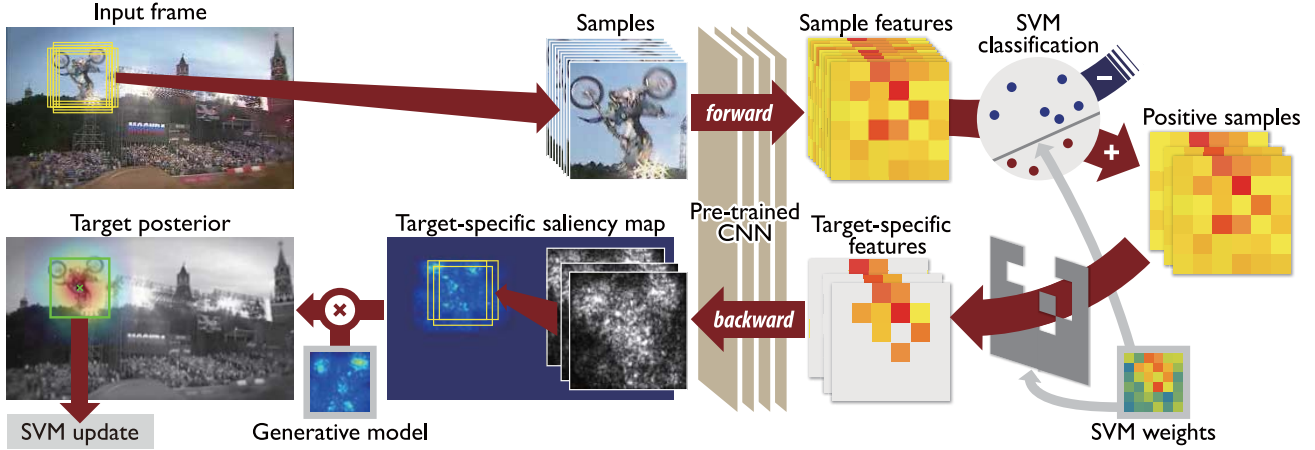 Input frame
Samples
Sample features
SVM
classification
forward
−
+
Positive samples
MOCКBA
Target posterior
Target-specific saliency map
Pre-trained
CNN
Target-specific
features
×
backward
SVM update
Generative model
SVM weights